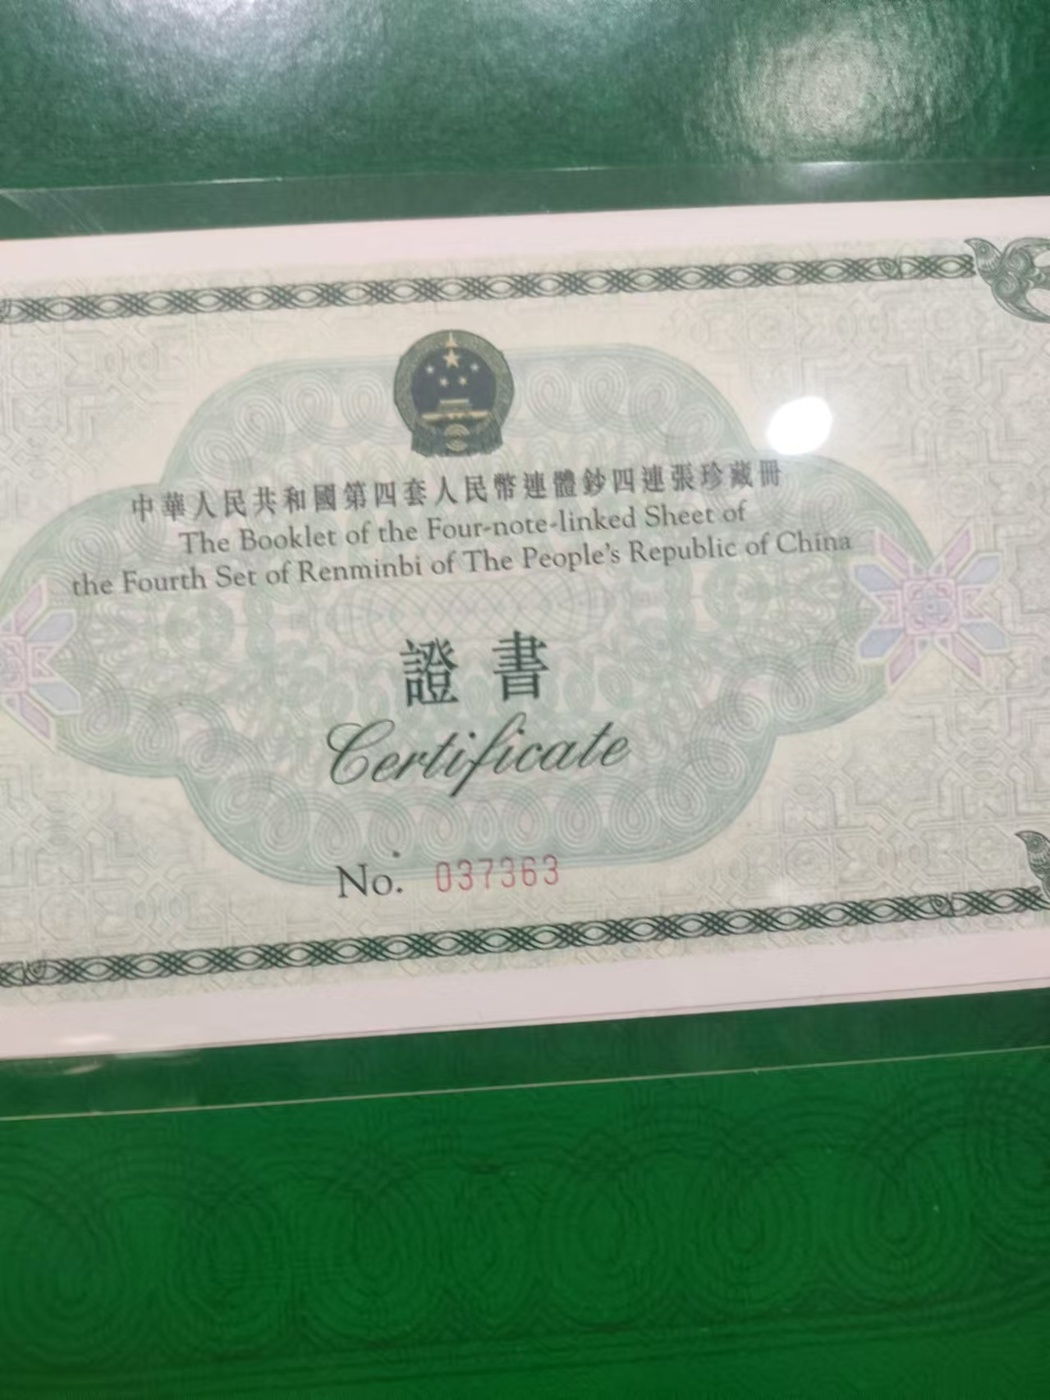 中華人民共和國第四套人民幣連體鈔四連張珍藏冊
The Booklet of the Four-note-linked Sheet of
the Fourth Set of Renminbi of The People's Republic of China
證書
Certificate
No. 037363